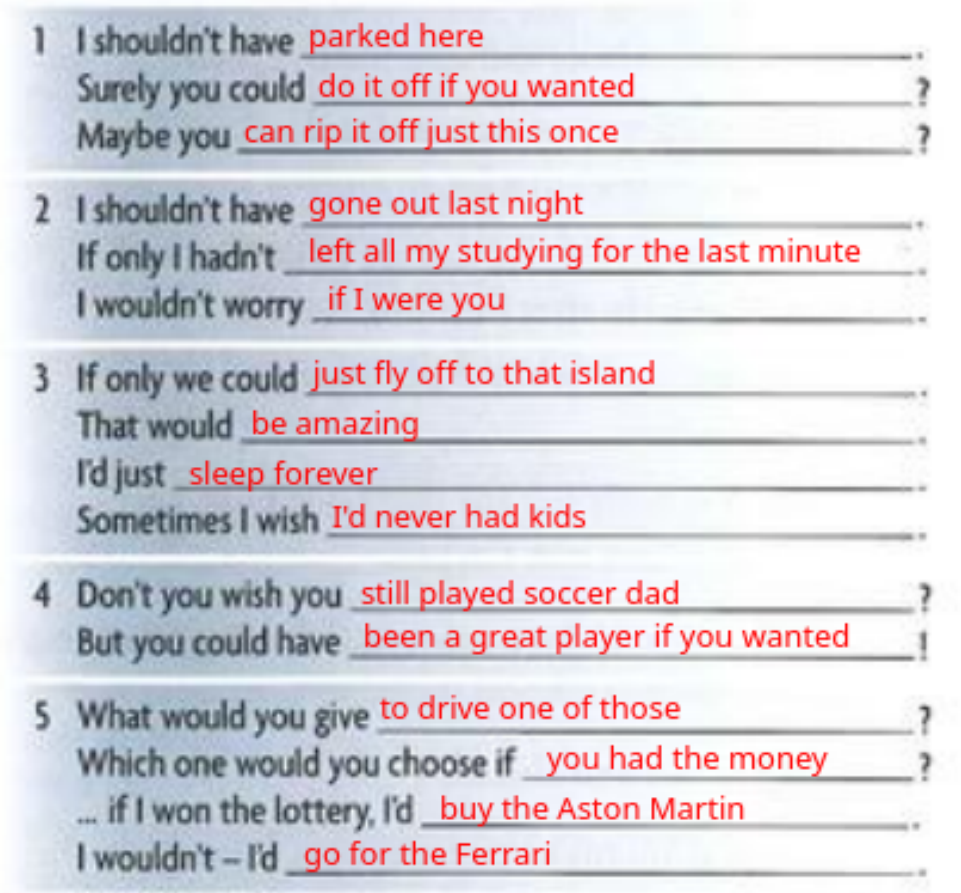 1 I shouldn't have parked here.
Surely you could do it off if you wanted?
Maybe you can rip it off just this once?
2 I shouldn't have gone out last night.
If only I hadn't left all my studying for the last minute.
I wouldn't worry if I were you.
3 If only we could just fly off to that island.
That would be amazing.
I'd just sleep forever.
Sometimes I wish I'd never had kids.
4 Don't you wish you still played soccer dad?
But you could have been a great player if you wanted!
5 What would you give to drive one of those?
Which one would you choose if you had the money?
... if I won the lottery, I'd buy the Aston Martin.
I wouldn't – I'd go for the Ferrari.